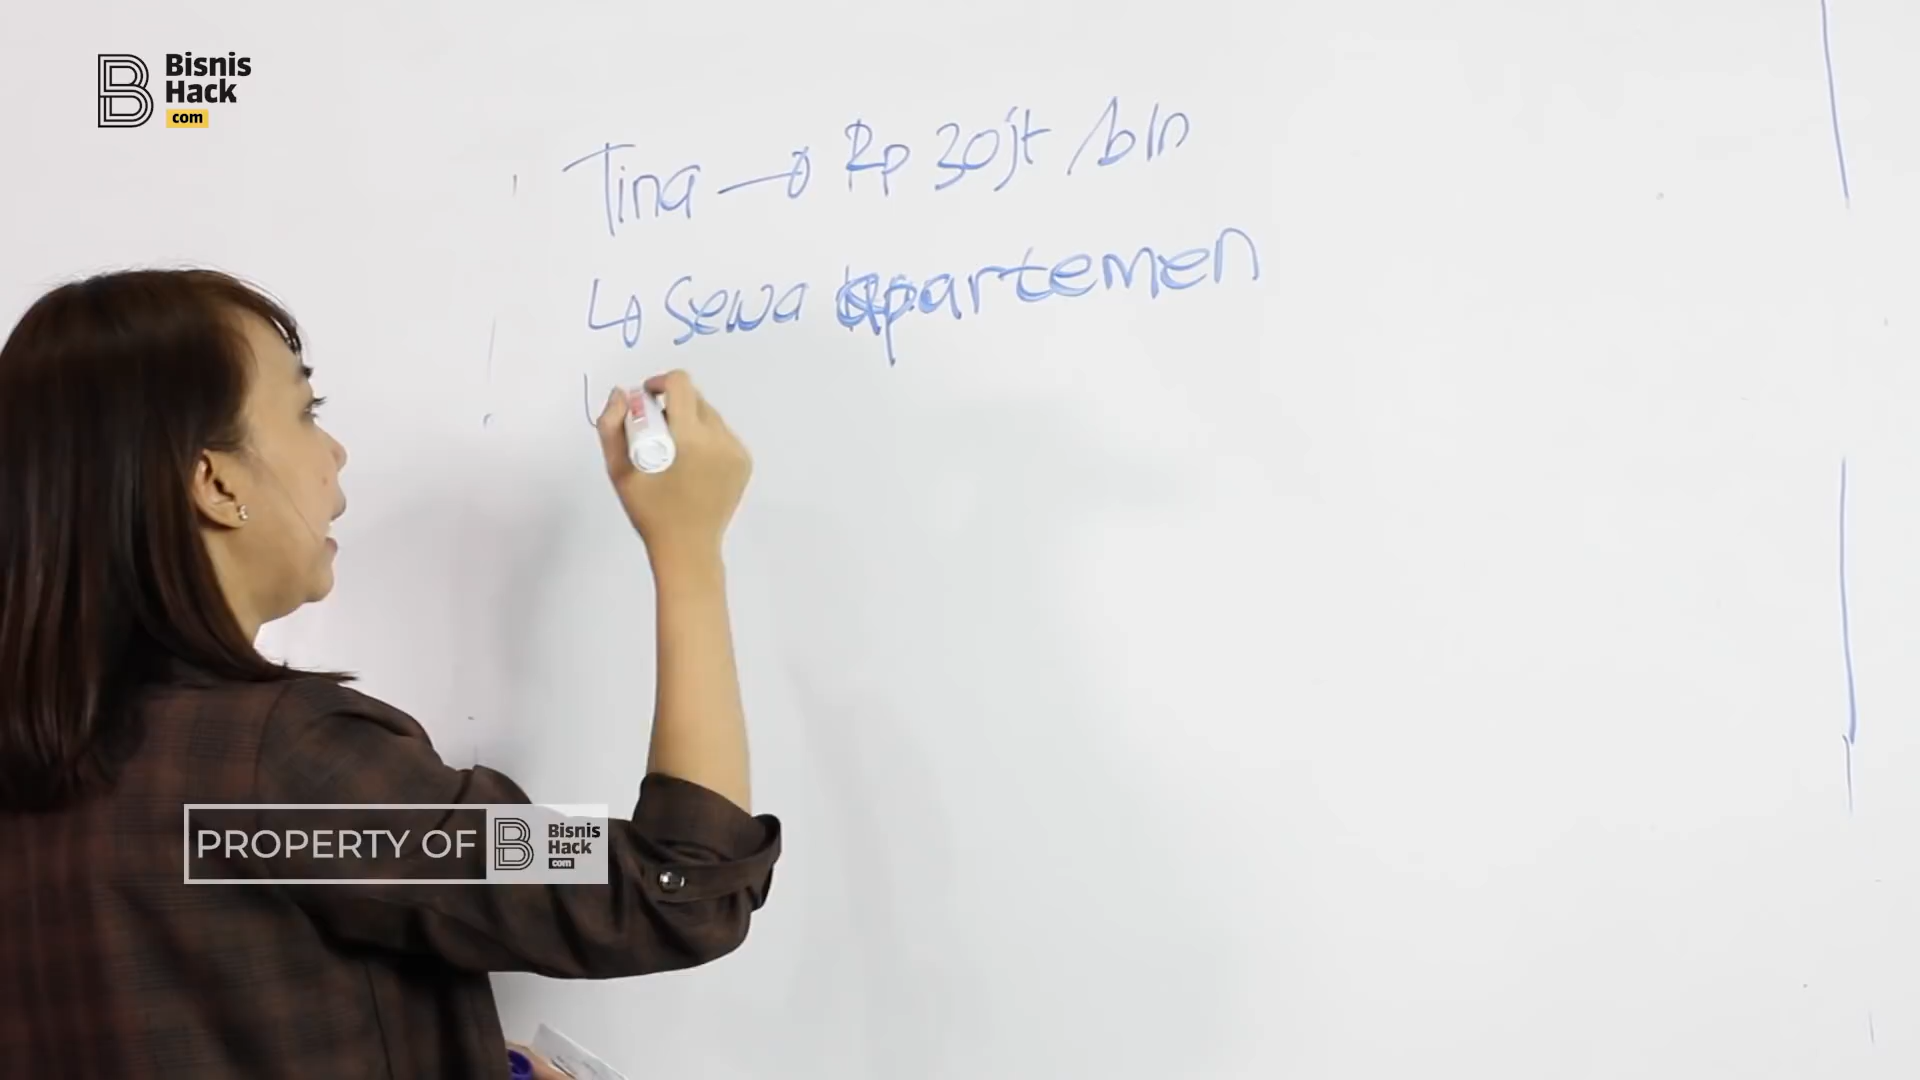 Bisnis
Hack
com
Tina → Rp 30jt /bln
↳ Sewa apartemen
PROPERTY OF
Bisnis
Hack
com